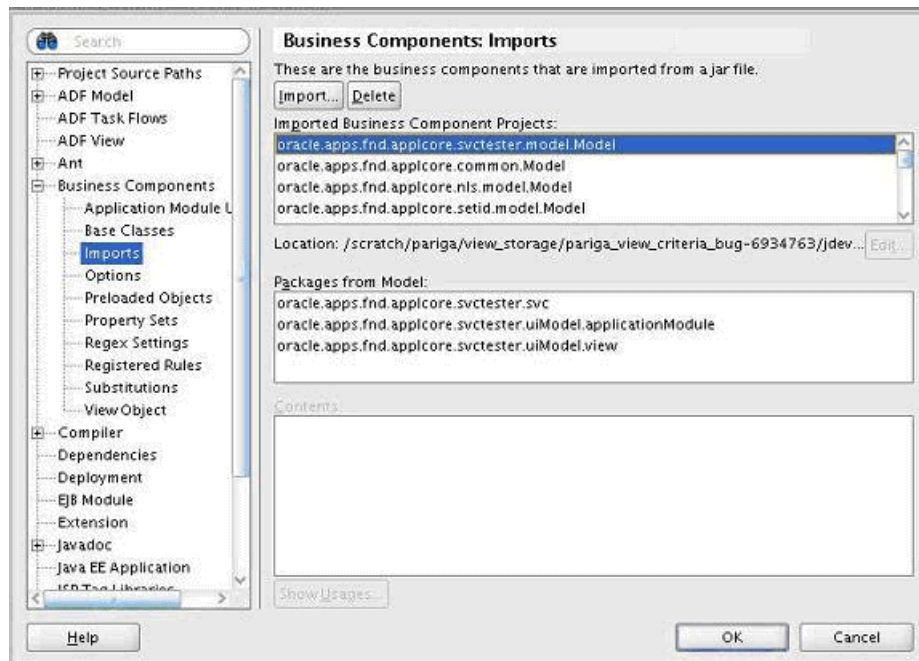 Search
Project Source Paths
ADF Model
ADF Task Flows
ADF View
Ant
Business Components
Application Module L
Base Classes
Imports
Options
Preloaded Objects
Property Sets
Regex Settings
Registered Rules
Substitutions
View Object
Compiler
Dependencies
Deployment
EJB Module
Extension
Javadoc
Java EE Application
JSP Tag Libraries
Business Components: Imports
These are the business components that are imported from a jar file.
Import... Delete
Imported Business Component Projects:
oracle.apps.fnd.applcore.svctester.model.Model
oracle.apps.fnd.applcore.common.Model
oracle.apps.fnd.applcore.nls.model.Model
oracle.apps.fnd.applcore.setid.model.Model
Location: /scratch/pariga/view_storage/pariga_view_criteria_bug-6934763/jdev... Edit...
Packages from Model:
oracle.apps.fnd.applcore.svctester.svc
oracle.apps.fnd.applcore.svctester.uiModel.applicationModule
oracle.apps.fnd.applcore.svctester.uiModel.view
Contents
Show Usages...
Help OK Cancel